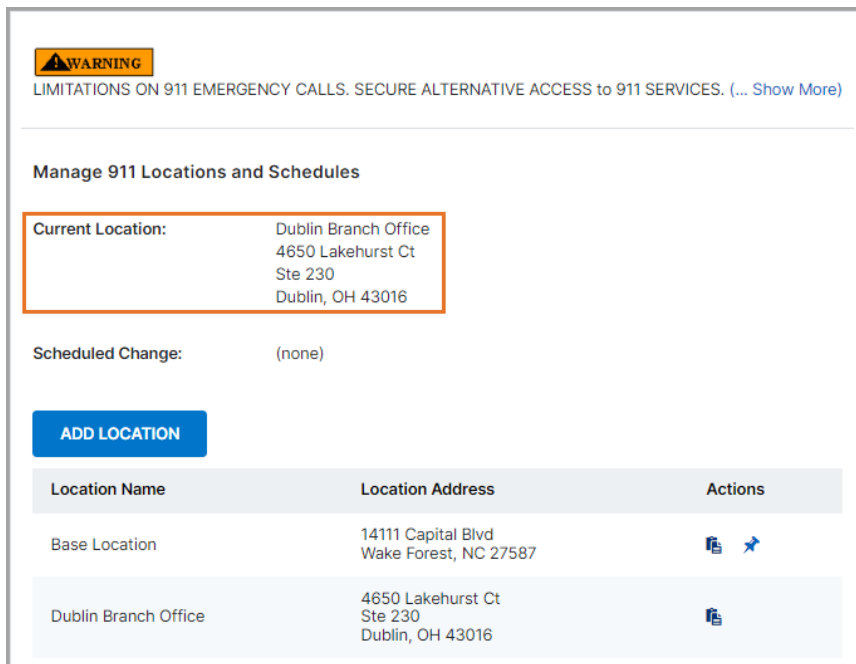 WARNING
LIMITATIONS ON 911 EMERGENCY CALLS. SECURE ALTERNATIVE ACCESS to 911 SERVICES. (... Show More)
Manage 911 Locations and Schedules
Current Location: Dublin Branch Office
4650 Lakehurst Ct
Ste 230
Dublin, OH 43016
Scheduled Change: (none)
ADD LOCATION
Location Name Location Address Actions
Base Location
14111 Capital Blvd
Wake Forest, NC 27587
Dublin Branch Office
4650 Lakehurst Ct
Ste 230
Dublin, OH 43016